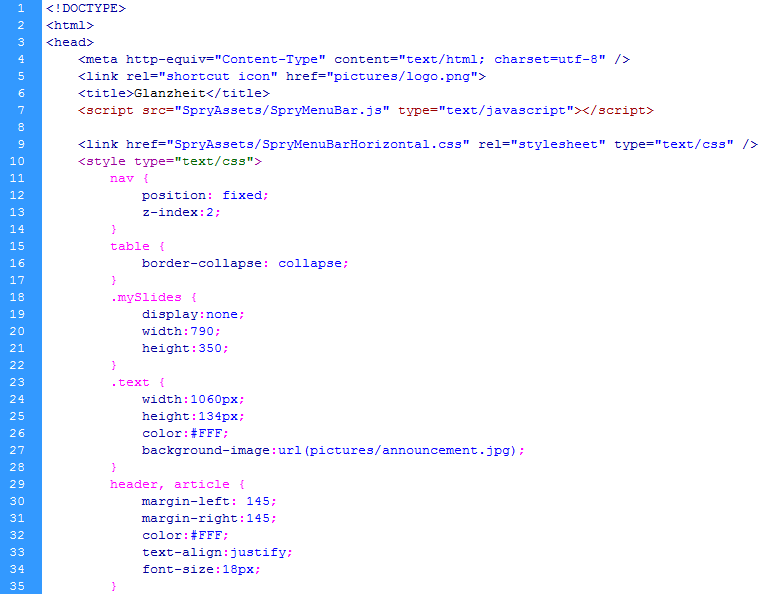 1 <!DOCTYPE>
2 <html>
3 <head>
4 <meta http-equiv="Content-Type" content="text/html; charset=utf-8" />
5 <link rel="shortcut icon" href="pictures/logo.png">
6 <title>Glanzheit</title>
7 <script src="SpryAssets/SpryMenuBar.js" type="text/javascript"></script>
8
9 <link href="SpryAssets/SpryMenuBarHorizontal.css" rel="stylesheet" type="text/css" />
10 <style type="text/css">
11 nav {
12 position: fixed;
13 z-index:2;
14 }
15 table {
16 border-collapse: collapse;
17 }
18 .mySlides {
19 display:none;
20 width:790;
21 height:350;
22 }
23 .text {
24 width:1060px;
25 height:134px;
26 color:#FFF;
27 background-image:url(pictures/announcement.jpg);
28 }
29 header, article {
30 margin-left: 145;
31 margin-right:145;
32 color:#FFF;
33 text-align:justify;
34 font-size:18px;
35 }